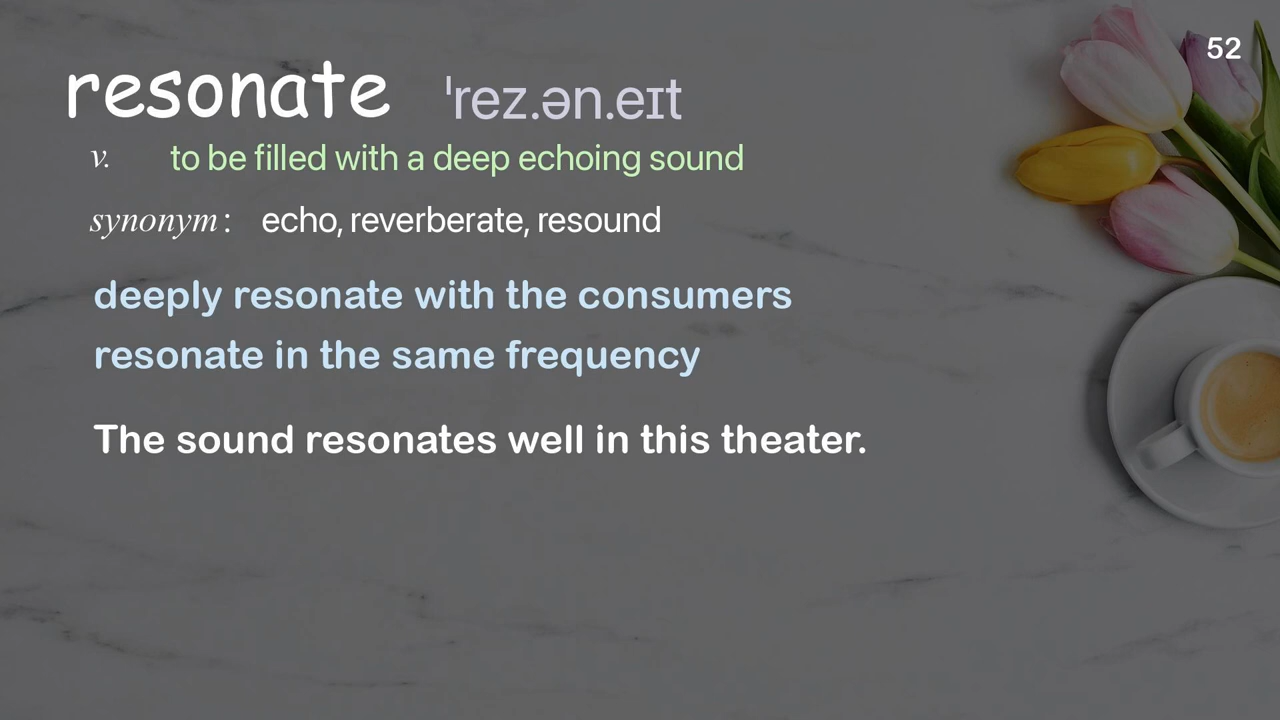 52
resonate ˈrez.ən.eɪt
v. to be filled with a deep echoing sound
synonym: echo, reverberate, resound
deeply resonate with the consumers
resonate in the same frequency
The sound resonates well in this theater.